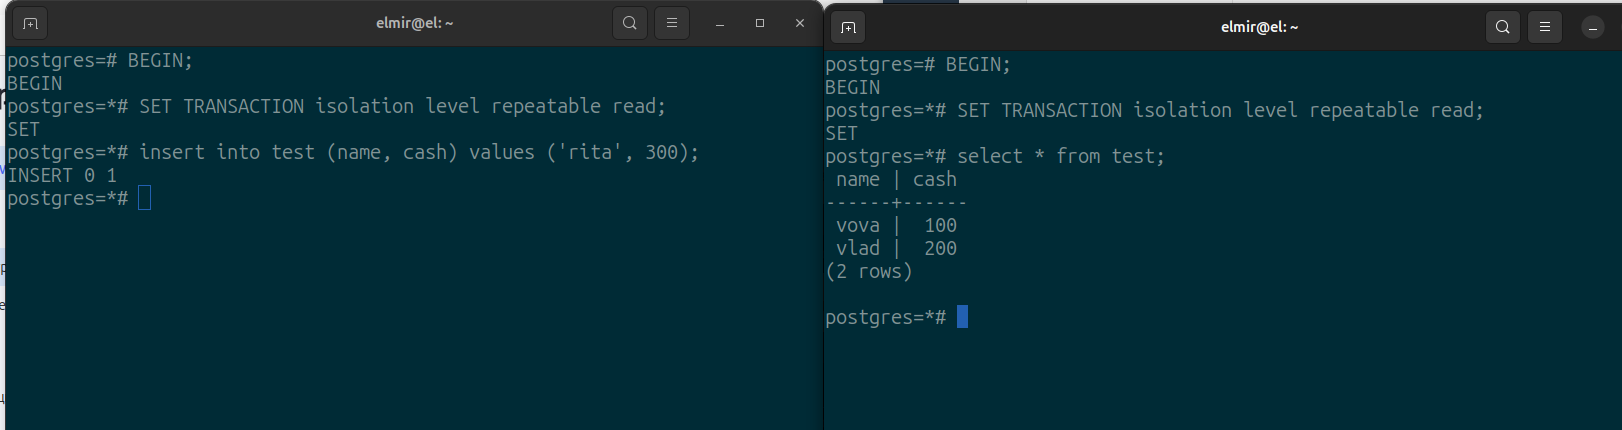 elmir@el: ~
postgres=# BEGIN;
BEGIN
postgres=*# SET TRANSACTION isolation level repeatable read;
SET
postgres=*# insert into test (name, cash) values ('rita', 300);
INSERT 0 1
postgres=*#
elmir@el: ~
postgres=# BEGIN;
BEGIN
postgres=*# SET TRANSACTION isolation level repeatable read;
SET
postgres=*# select * from test;
name | cash
------+------
vova | 100
vlad | 200
(2 rows)
postgres=*#